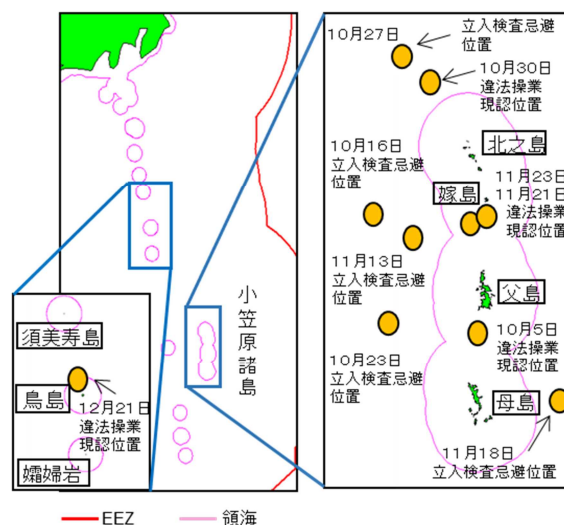 10月27日
立入検査忌避
位置
10月30日
違法操業
現認位置
10月16日
立入検査忌避
位置
北之島
嫁島
11月23日
11月21日
違法操業
現認位置
11月13日
立入検査忌避位置
父島
10月5日
違法操業
現認位置
10月23日
立入検査忌避位置
母島
11月18日
立入検査忌避位置
小笠原諸島
須美寿島
鳥島
12月21日
違法操業
現認位置
孀婦岩
EEZ
領海